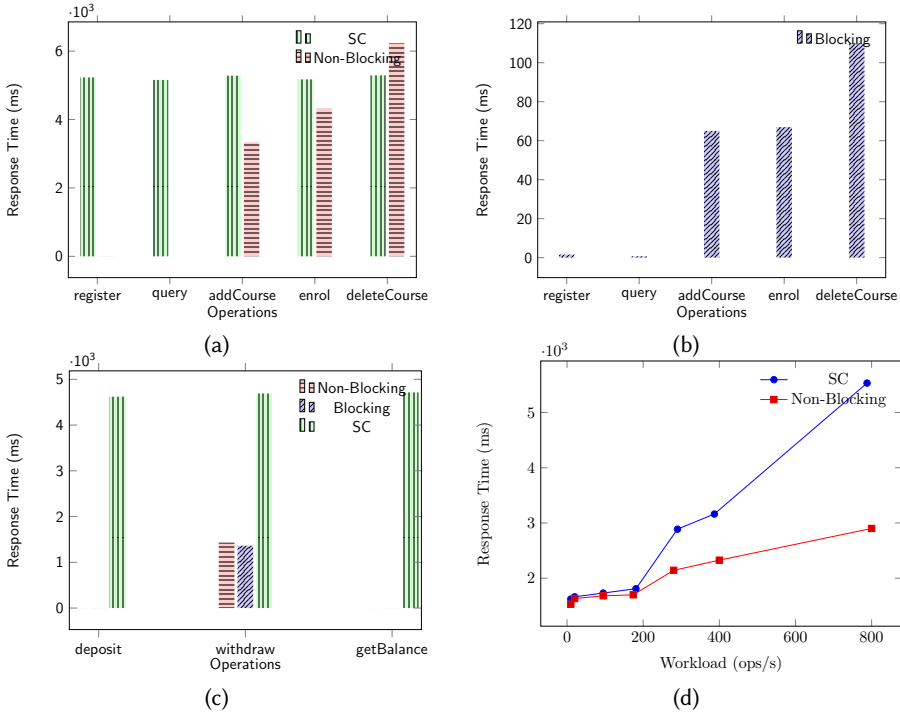 ·10³
6
4
2
0
Response Time (ms)
SC
Non-Blocking
register query addCourse enrol deleteCourse
Operations
(a)
120
100
80
60
40
20
0
Response Time (ms)
Blocking
register query addCourse enrol deleteCourse
Operations
(b)
·10³
5
4
3
2
1
0
Response Time (ms)
Non-Blocking
Blocking
SC
deposit withdraw getBalance
Operations
(c)
·10³
5
4
3
2
Response Time (ms)
SC
Non-Blocking
0 200 400 600 800
Workload (ops/s)
(d)